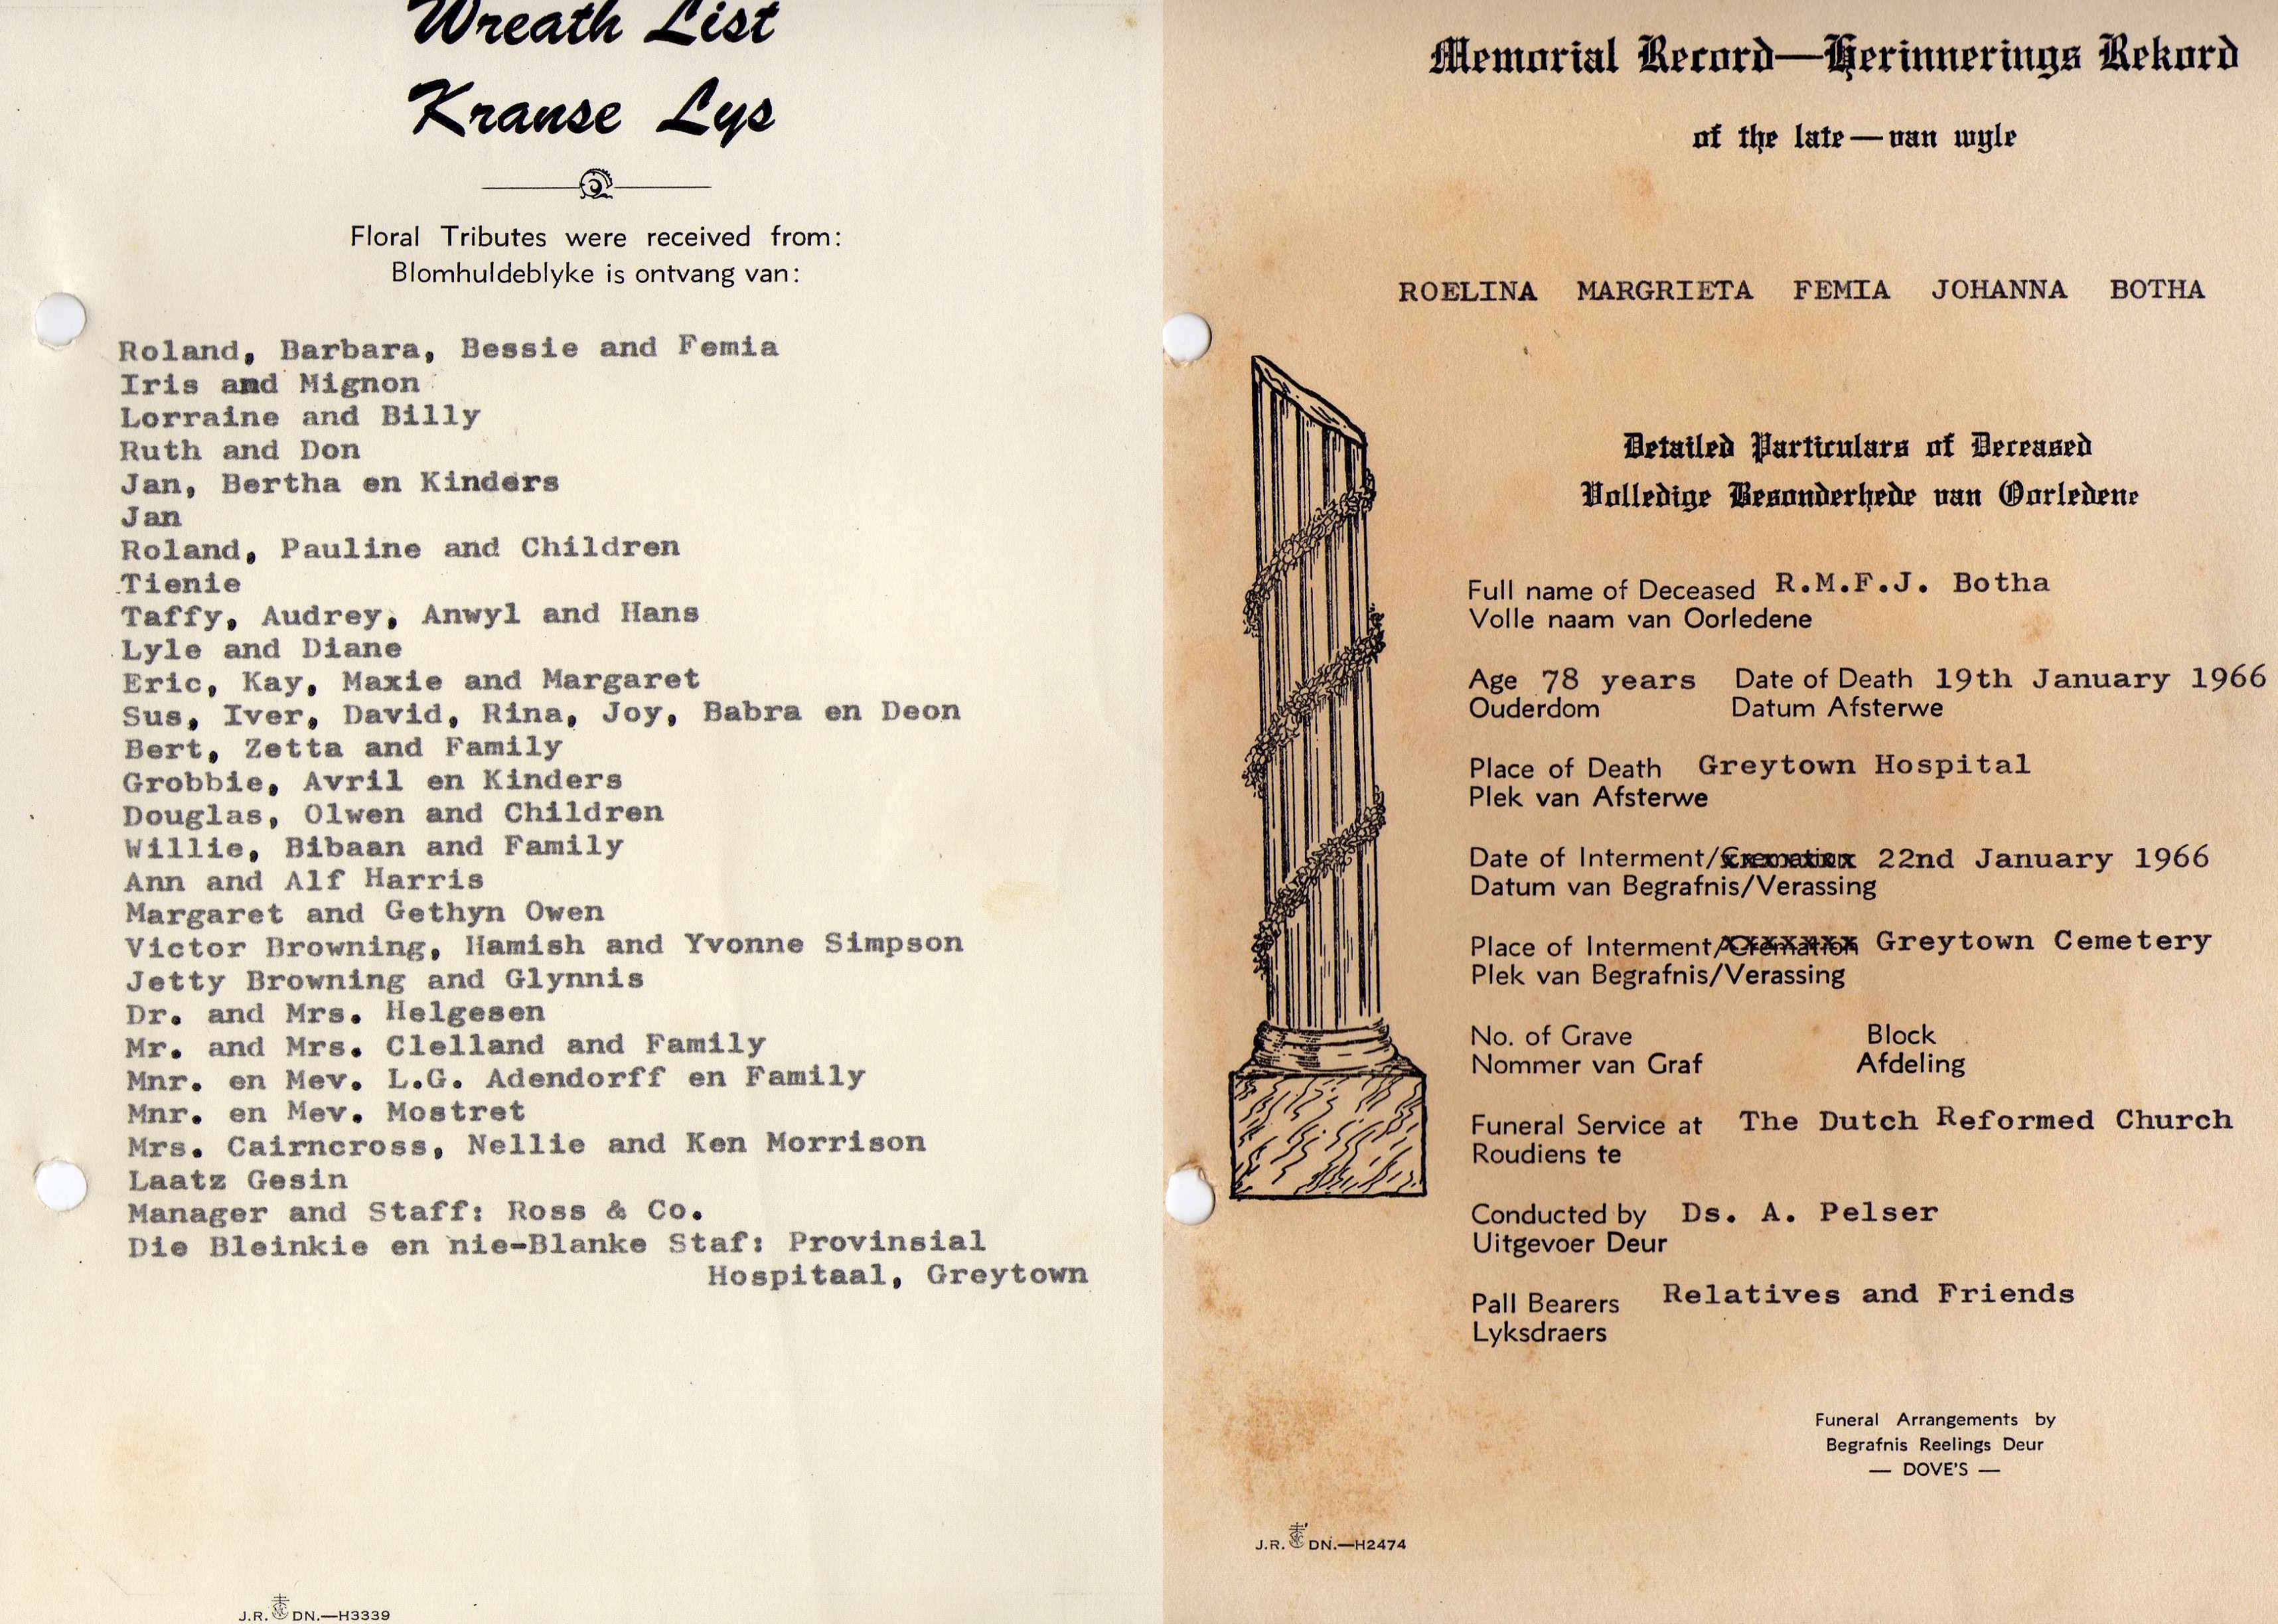 Wreath List
Kranse Lys
Floral Tributes were received from:
Blomhuldeblyke is ontvang van:
Roland, Barbara, Bessie and Femia
Iris and Mignon
Lorraine and Billy
Ruth and Don
Jan, Bertha en Kinders
Jan
Roland, Pauline and Children
Tienie
Taffy, Audrey, Anwyl and Hans
Lyle and Diane
Eric, Kay, Maxie and Margaret
Sus, Iver, David, Rina, Joy, Babra en Deon
Bert, Zetta and Family
Grobbie, Avril en Kinders
Douglas, Olwen and Children
Willie, Bibaan and Family
Ann and Alf Harris
Margaret and Gethyn Owen
Victor Browning, Hamish and Yvonne Simpson
Jetty Browning and Glynnis
Dr. and Mrs. Helgesen
Mr. and Mrs. Clelland and Family
Mnr. en Mev. L.G. Adendorff en Family
Mnr. en Mev. Mostret
Mrs. Cairncross, Nellie and Ken Morrison
Laatz Gesin
Manager and Staff: Ross & Co.
Die Bleinkie en nie-Blanke Staf: Provinsial
Hospitaal, Greytown
J.R. DN.—H3339
Memorial Record—Herinnerings Rekord
of the late—van wyle
ROELINA MARGRIETA FEMIA JOHANNA BOTHA
Detailed Particulars of Deceased
Volledige Besonderhede van Oorledene
Full name of Deceased R.M.F.J. Botha
Volle naam van Oorledene
Age 78 years Date of Death 19th January 1966
Ouderdom Datum Afsterwe
Place of Death Greytown Hospital
Plek van Afsterwe
Date of Interment/Cremation 22nd January 1966
Datum van Begrafnis/Verassing
Place of Interment/Cremation Greytown Cemetery
Plek van Begrafnis/Verassing
No. of Grave Block
Nommer van Graf Afdeling
Funeral Service at The Dutch Reformed Church
Roudiens te
Conducted by Ds. A. Pelser
Uitgevoer Deur
Pall Bearers Relatives and Friends
Lyksdraers
Funeral Arrangements by
Begrafnis Reelings Deur
— DOVE'S —
J.R. DN.—H2474